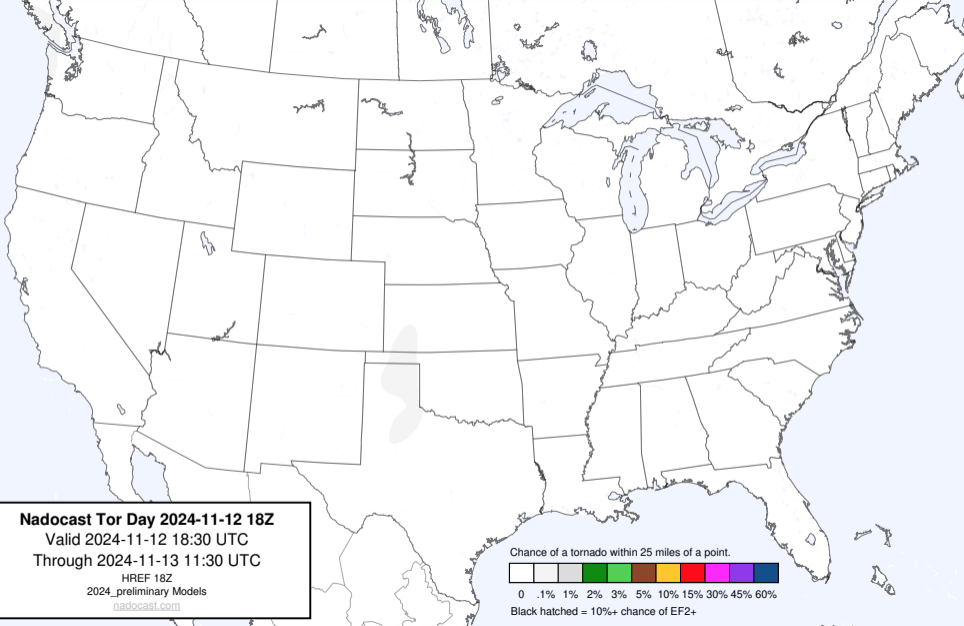 Nadocast Tor Day 2024-11-12 18Z
Valid 2024-11-12 18:30 UTC
Through 2024-11-13 11:30 UTC
HREF 18Z
2024_preliminary Models
nadocast.com
Chance of a tornado within 25 miles of a point.
0 .1% 1% 2% 3% 5% 10% 15% 30% 45% 60%
Black hatched = 10%+ chance of EF2+